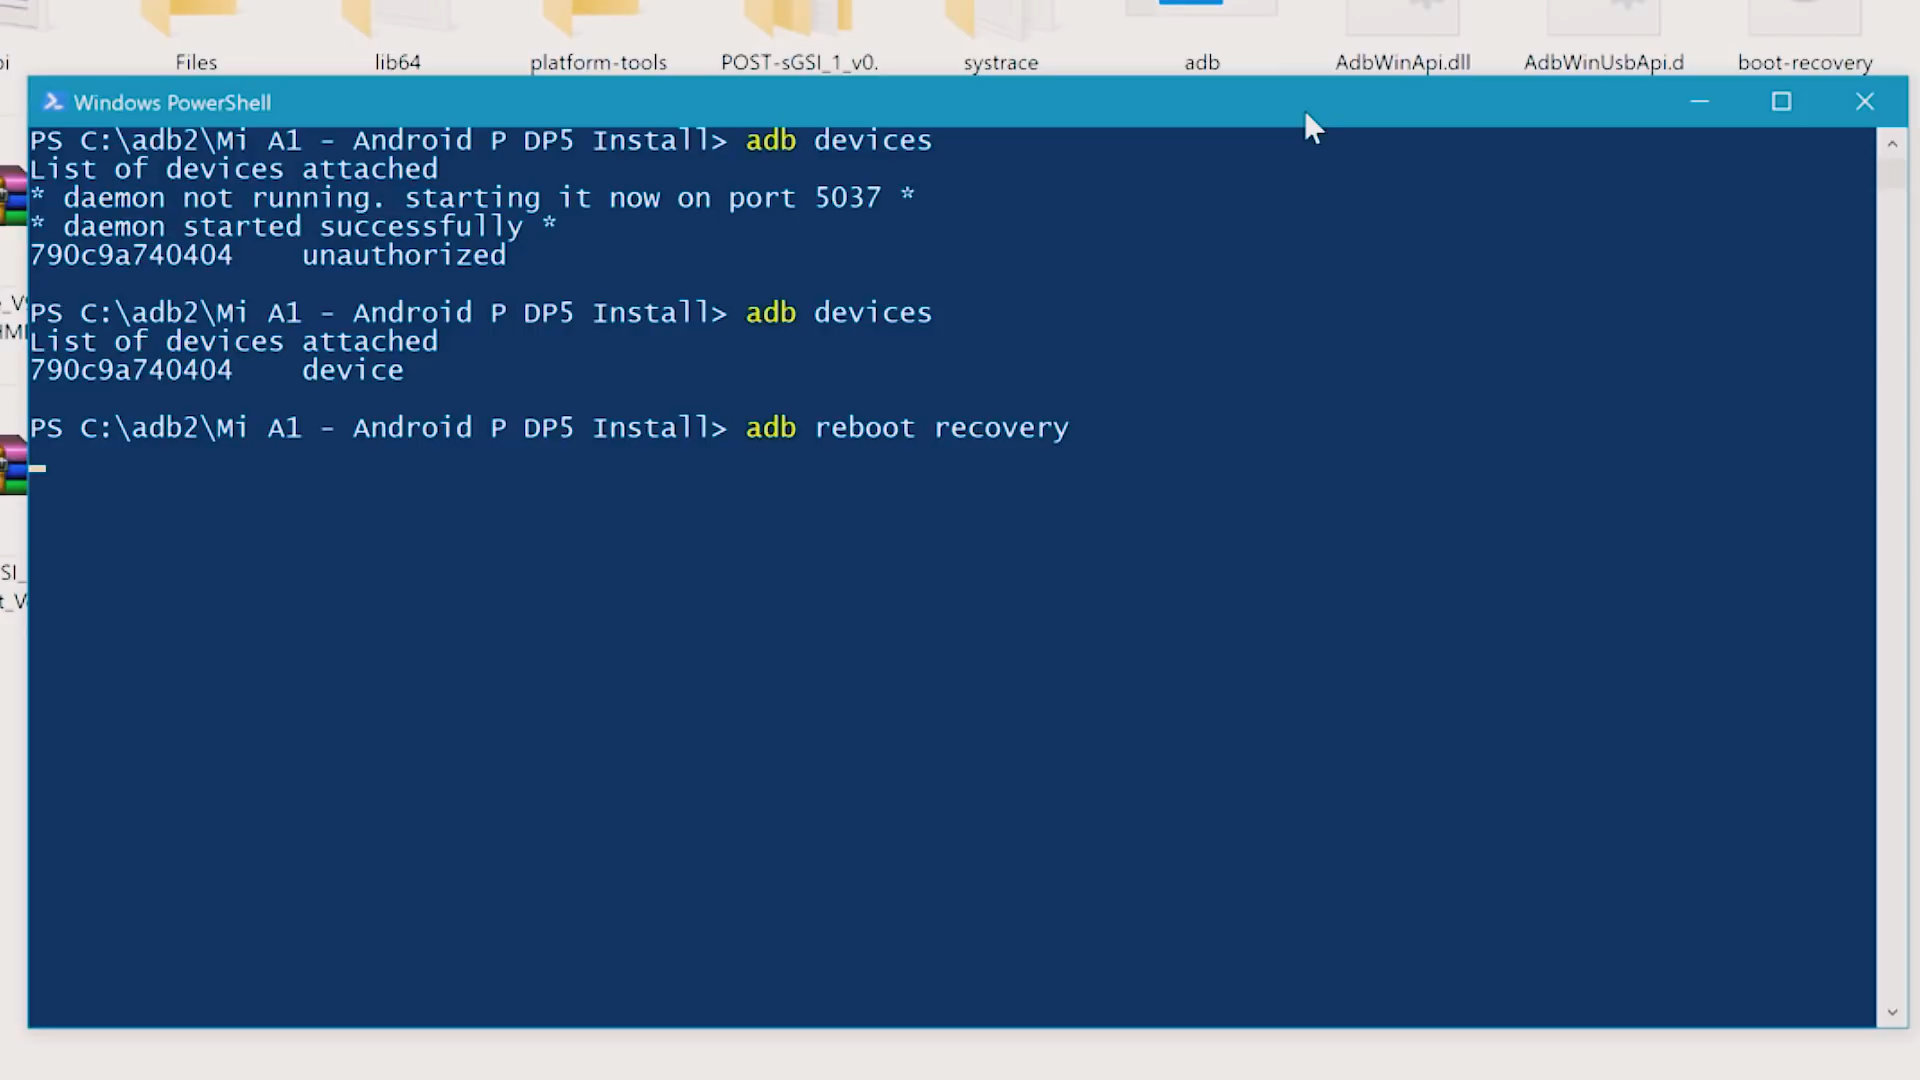 Files
lib64
platform-tools
POST-sGSI_1_v0.
systrace
adb
AdbWinApi.dll
AdbWinUsbApi.d
boot-recovery
Windows PowerShell
PS C:\adb2\Mi A1 - Android P DP5 Install> adb devices
List of devices attached
* daemon not running. starting it now on port 5037 *
* daemon started successfully *
790c9a740404    unauthorized
PS C:\adb2\Mi A1 - Android P DP5 Install> adb devices
List of devices attached
790c9a740404    device
PS C:\adb2\Mi A1 - Android P DP5 Install> adb reboot recovery